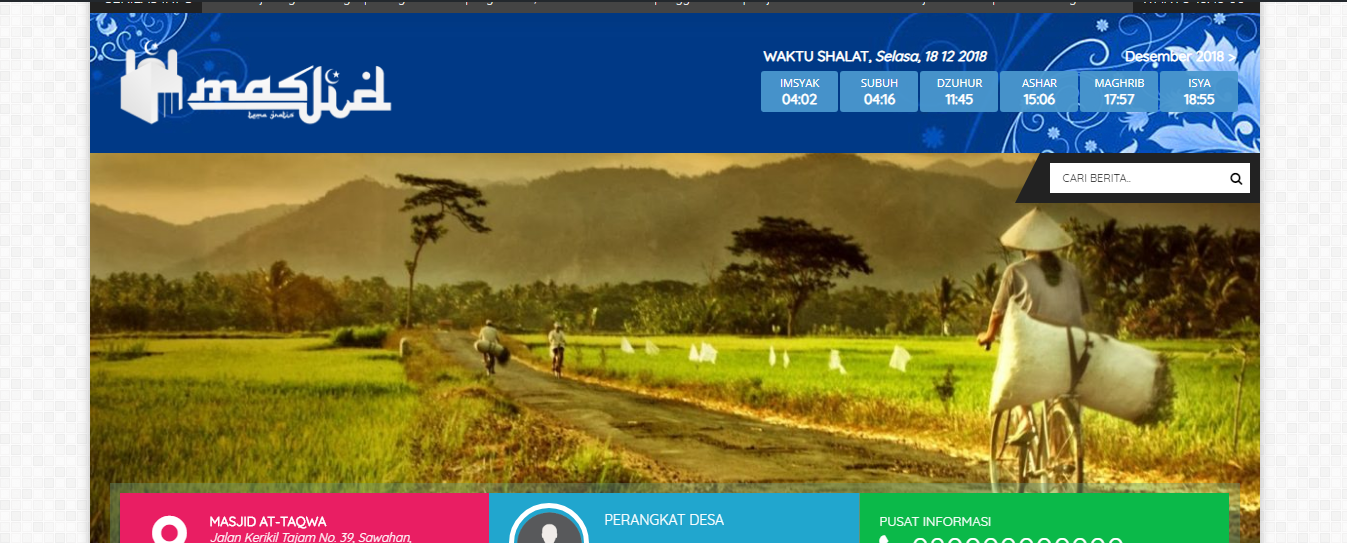 masjid
tema gratis
WAKTU SHALAT, Selasa, 18 12 2018
Desember 2018 >
IMSYAK SUBUH DZUHUR ASHAR MAGHRIB ISYA
04:02 04:16 11:45 15:06 17:57 18:55
CARI BERITA..
MASJID AT-TAQWA
Jalan Kerikil Tajam No. 39, Sawahan,
PERANGKAT DESA
PUSAT INFORMASI